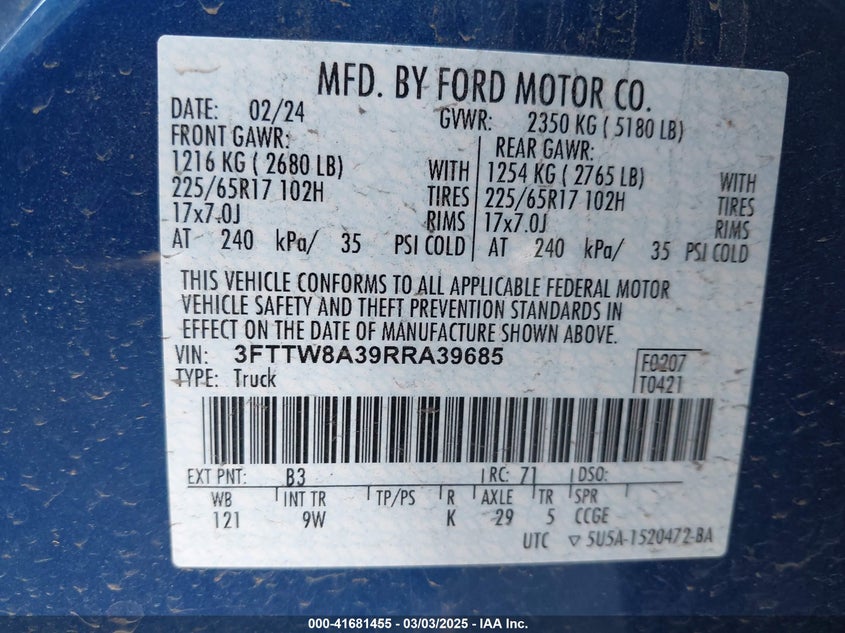 MFD. BY FORD MOTOR CO.
DATE: 02/24 GVWR: 2350 KG ( 5180 LB)
FRONT GAWR: REAR GAWR:
1216 KG ( 2680 LB) WITH 1254 KG ( 2765 LB) WITH
225/65R17 102H TIRES 225/65R17 102H TIRES
17x7.0J RIMS 17x7.0J RIMS
AT 240 kPa/ 35 PSI COLD AT 240 kPa/ 35 PSI COLD
THIS VEHICLE CONFORMS TO ALL APPLICABLE FEDERAL MOTOR
VEHICLE SAFETY AND THEFT PREVENTION STANDARDS IN
EFFECT ON THE DATE OF MANUFACTURE SHOWN ABOVE.
VIN: 3FTTW8A39RRA39685 F0207
TYPE: Truck T0421
EXT PNT: B3 RC: 71 DSO:
WB INT TR TP/PS R AXLE TR SPR
121 9W K 29 5 CCGE
UTC ▽ 5U5A-1520472-BA
000-41681455 - 03/03/2025 - IAA Inc.